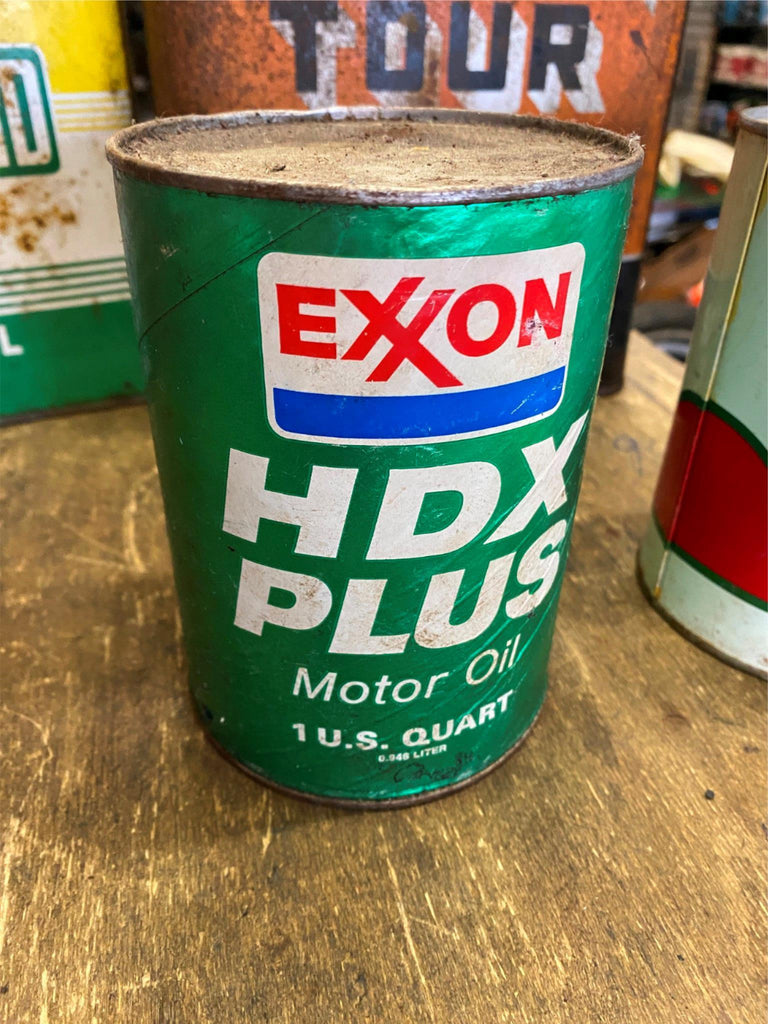 TOUR
D
L
EXXON
HDX
PLUS
Motor Oil
1 U.S. QUART
0.946 LITER